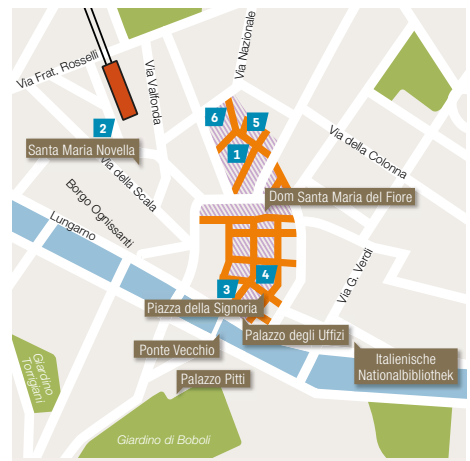 Via Nazionale
Via Frat. Rosselli
Via Valfonda
6
5
2
1
Santa Maria Novella
Via della Colonna
Via della Scala
Dom Santa Maria del Fiore
Borgo Ognissanti
Lungarno
Via G. Verdi
4
3
Piazza della Signoria
Palazzo degli Uffizi
Ponte Vecchio
Italienische
Nationalbibliothek
Giardino
Torrigiani
Palazzo Pitti
Giardino di Boboli